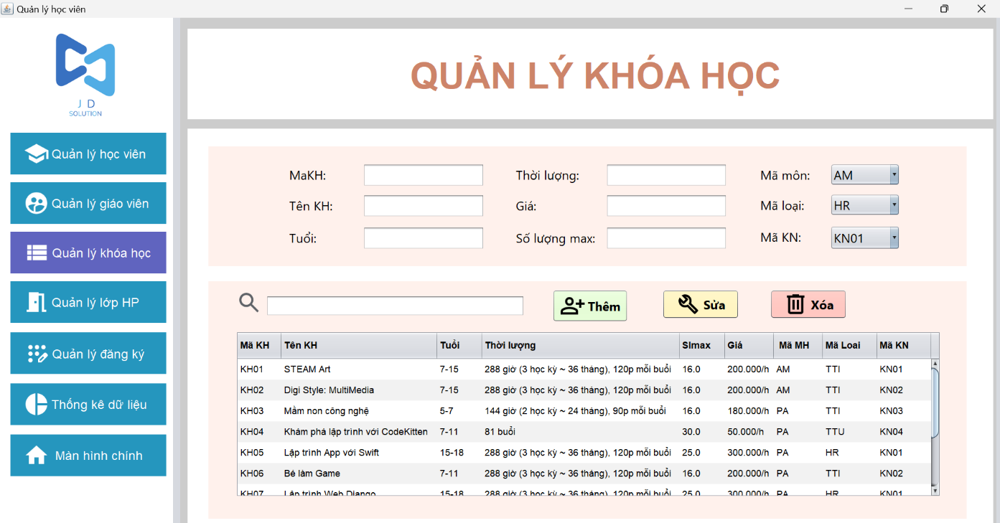 Quản lý học viên
J D
SOLUTION
Quản lý học viên
Quản lý giáo viên
Quản lý khóa học
Quản lý lớp HP
Quản lý đăng ký
Thống kê dữ liệu
Màn hình chính
QUẢN LÝ KHÓA HỌC
MaKH: Thời lượng: Mã môn: AM
Tên KH: Giá: Mã loại: HR
Tuổi: Số lượng max: Mã KN: KN01
Thêm Sửa Xóa
Mã KH Tên KH Tuổi Thời lượng Slmax Giá Mã MH Mã Loai Mã KN
KH01 STEAM Art 7-15 288 giờ (3 học kỳ ~ 36 tháng), 120p mỗi buổi 16.0 200.000/h AM TTI KN01
KH02 Digi Style: MultiMedia 7-15 288 giờ (3 học kỳ ~ 36 tháng), 120p mỗi buổi 16.0 200.000/h AM TTI KN02
KH03 Mầm non công nghệ 5-7 144 giờ (2 học kỳ ~ 24 tháng), 90p mỗi buổi 16.0 180.000/h PA TTI KN03
KH04 Khám phá lập trình với CodeKitten 7-11 81 buổi 30.0 50.000/h PA TTU KN04
KH05 Lập trình App với Swift 15-18 288 giờ (3 học kỳ ~ 36 tháng), 120p mỗi buổi 25.0 300.000/h PA HR KN01
KH06 Bé làm Game 7-11 288 giờ (3 học kỳ ~ 36 tháng), 120p mỗi buổi 16.0 200.000/h PA TTI KN02
KH07 Lập trình Web Django 15-18 288 giờ (3 học kỳ ~ 36 tháng), 120p mỗi buổi 25.0 300.000/h PA HR KN01